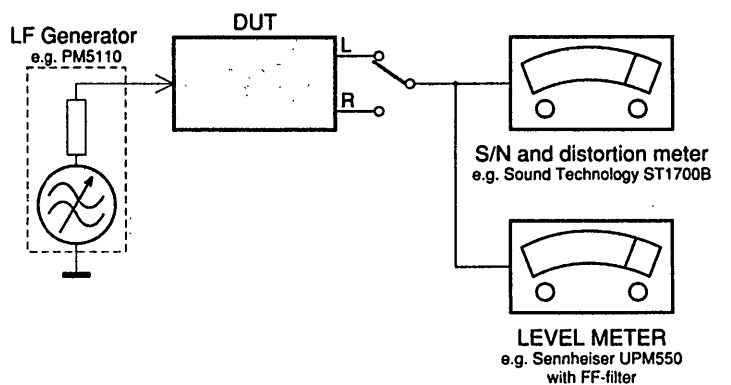 LF Generator
e.g. PM5110
DUT
L
R
S/N and distortion meter
e.g. Sound Technology ST1700B
LEVEL METER
e.g. Sennheiser UPM550
with FF-filter